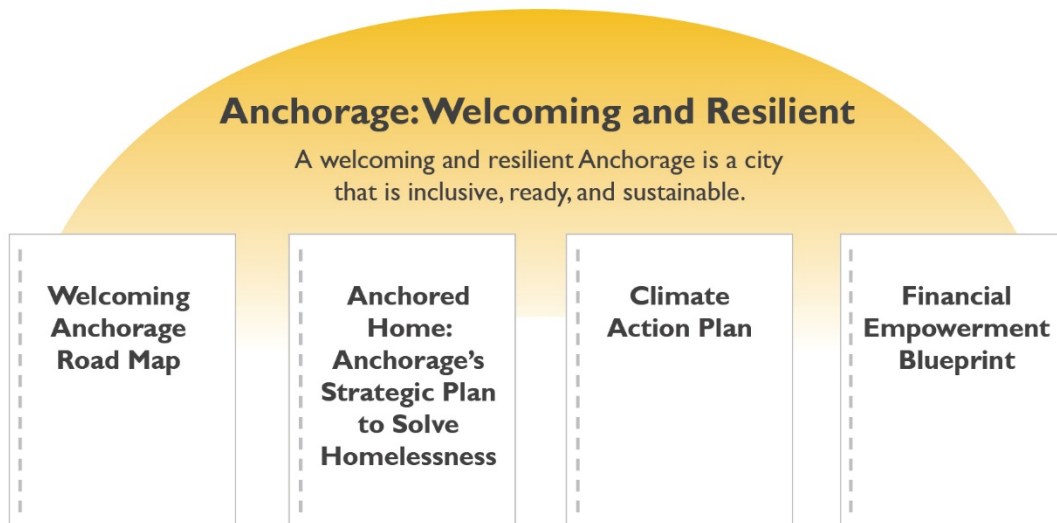 Anchorage: Welcoming and Resilient
A welcoming and resilient Anchorage is a city
that is inclusive, ready, and sustainable.
Welcoming
Anchorage
Road Map
Anchored
Home:
Anchorage’s
Strategic Plan
to Solve
Homelessness
Climate
Action Plan
Financial
Empowerment
Blueprint